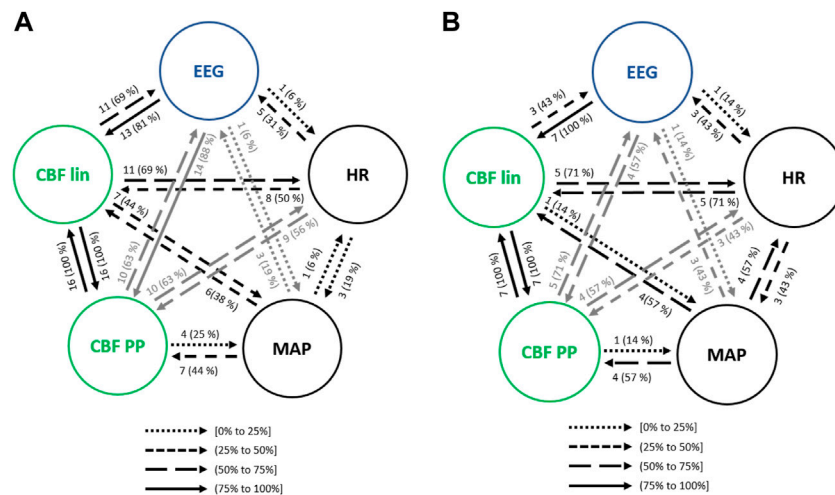 A
EEG
1 (6 %)
5 (31 %)
11 (69 %)
13 (81 %)
CBF lin
HR
11 (69 %)
8 (50 %)
14 (88 %)
1 (6 %)
7 (44 %)
6(38 %)
10 (63 %)
10 (63 %)
9 (56 %)
3 (19 %)
16 (100 %)
16 (100 %)
1 (6 %)
3 (19 %)
CBF PP
MAP
4 (25 %)
7 (44 %)
[0% to 25%]
(25% to 50%]
(50% to 75%]
(75% to 100%]
B
EEG
1 (14 %)
3 (43 %)
3 (43 %)
7 (100 %)
CBF lin
HR
5 (71 %)
5 (71 %)
4 (57 %)
1 (14 %)
1 (14 %)
4(57 %)
5 (71 %)
4 (57 %)
3 (43 %)
3 (43 %)
7 (100 %)
7 (100 %)
4 (57 %)
3 (43 %)
CBF PP
MAP
1 (14 %)
4 (57 %)
[0% to 25%]
(25% to 50%]
(50% to 75%]
(75% to 100%]